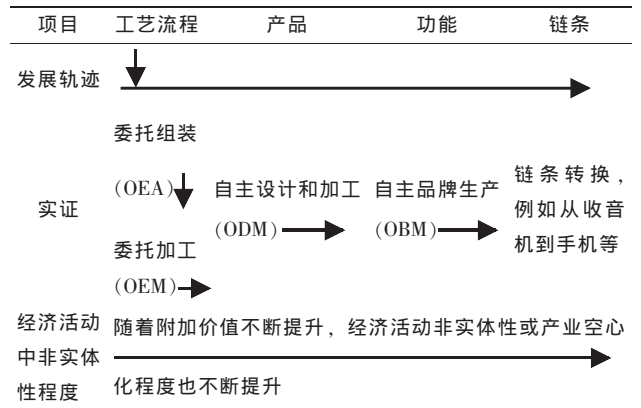 项目 工艺流程 产品 功能 链条
发展轨迹
委托组装
(OEA)
委托加工
(OEM)
实证
自主设计和加工
(ODM)
自主品牌生产
(OBM)
链条转换，
例如从收音
机到手机等
经济活动
中非实体
性程度
随着附加价值不断提升，经济活动非实体性或产业空心
化程度也不断提升